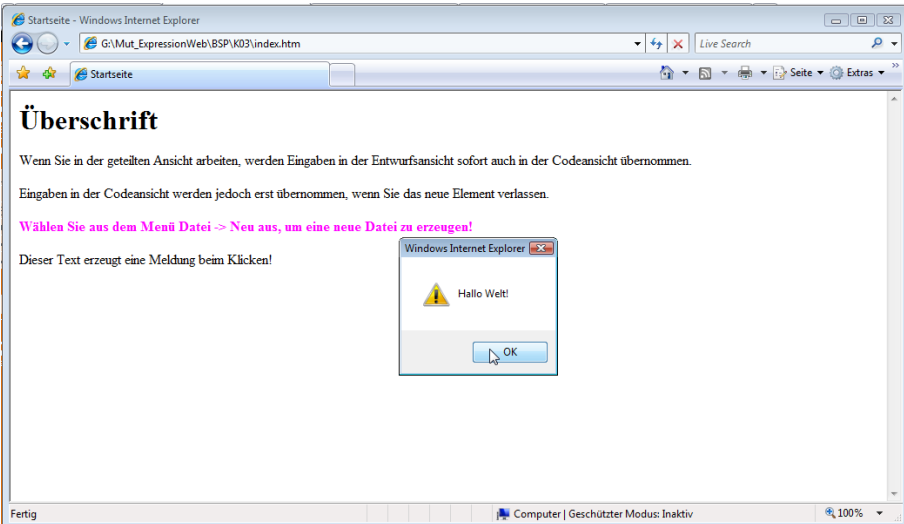 Startseite - Windows Internet Explorer
G:\Mut_ExpressionWeb\BSP\K03\index.htm
Live Search
Startseite
Seite
Extras
Überschrift
Wenn Sie in der geteilten Ansicht arbeiten, werden Eingaben in der Entwurfsansicht sofort auch in der Codeansicht übernommen.
Eingaben in der Codeansicht werden jedoch erst übernommen, wenn Sie das neue Element verlassen.
Wählen Sie aus dem Menü Datei -> Neu aus, um eine neue Datei zu erzeugen!
Dieser Text erzeugt eine Meldung beim Klicken!
Windows Internet Explorer
Hallo Welt!
OK
Fertig
Computer | Geschützter Modus: Inaktiv
100%